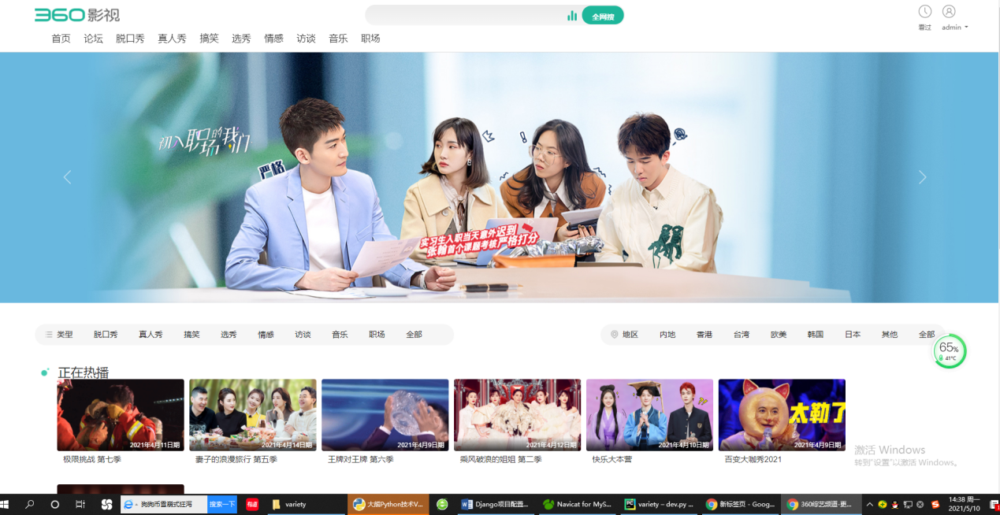 360影视
全网搜
看过
admin
首页 论坛 脱口秀 真人秀 搞笑 选秀 情感 访谈 音乐 职场
初入职场的我们
严格
实习生入职当天意外迟到
张翰首个课题考核严格打分
类型 脱口秀 真人秀 搞笑 选秀 情感 访谈 音乐 职场 全部
地区 内地 香港 台湾 欧美 韩国 日本 其他 全部
65%
41°C
正在热播
2021年4月11日期
2021年4月14日期
2021年4月9日期
2021年4月12日期
2021年4月10日期
太勒了
2021年4月9日期
极限挑战 第七季
妻子的浪漫旅行 第五季
王牌对王牌 第六季
乘风破浪的姐姐 第二季
快乐大本营
百变大咖秀2021
激活 Windows
转到"设置"以激活 Windows。
狗狗币雪崩式狂泻
搜索一下
有道
variety
大熊Python技术V...
Django项目配置...
Navicat for MyS...
variety – dev.py ...
新标签页 - Goog...
360综艺频道-更...
14:38 周一
2021/5/10